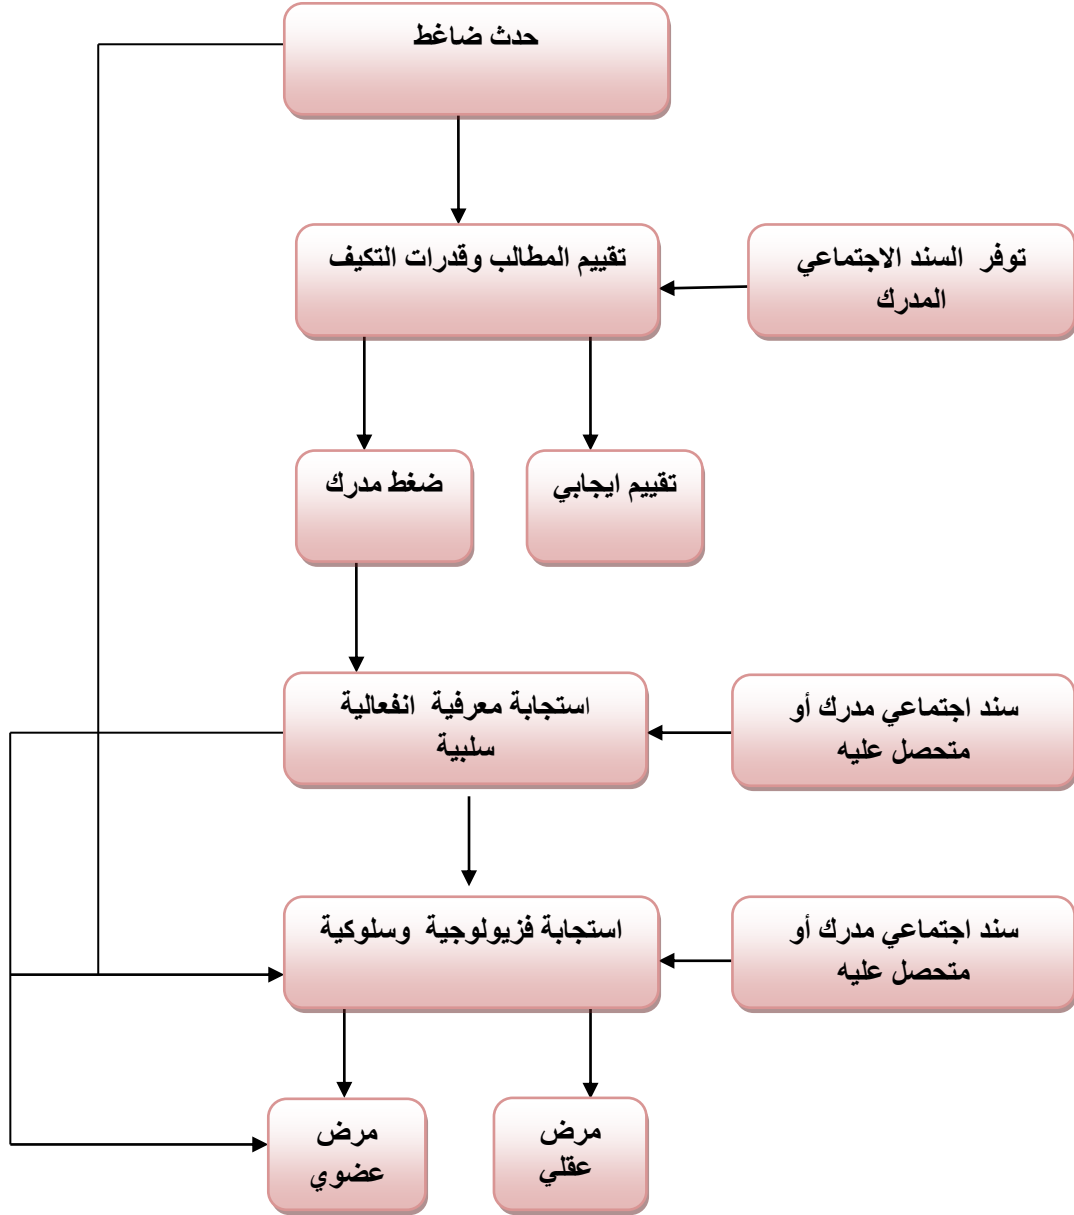 حدث ضاغط
تقييم المطالب وقدرات التكيف
توفر السند الاجتماعي
المدرك
تقييم ايجابي
ضغط مدرك
استجابة معرفية انفعالية
سلبية
سند اجتماعي مدرك أو
متحصل عليه
استجابة فزيولوجية وسلوكية
سند اجتماعي مدرك أو
متحصل عليه
مرض
عقلي
مرض
عضوي